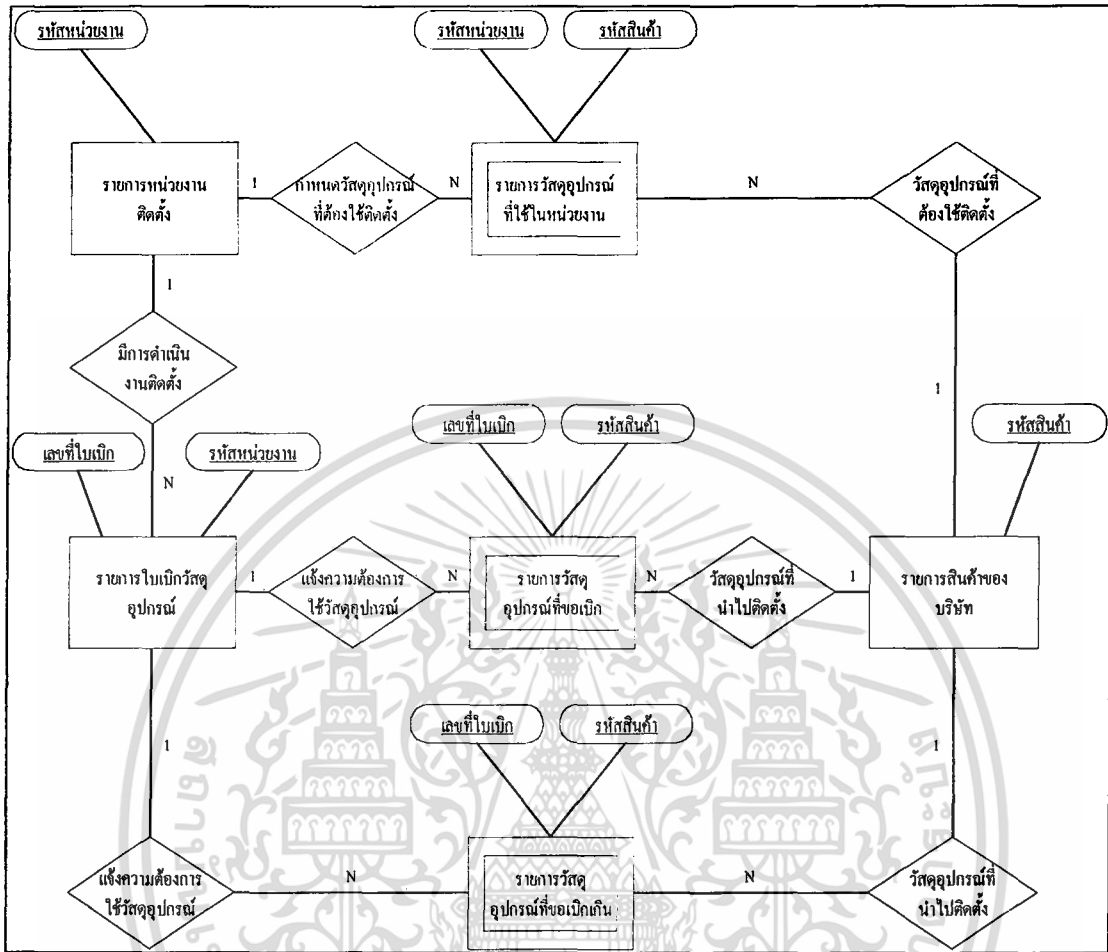 รหัสหน่วยงาน
รหัสหน่วยงาน
รหัสสินค้า
รายการหน่วยงาน
ติดตั้ง
1
กำหนดวัสดุอุปกรณ์
ที่ต้องใช้ติดตั้ง
N
รายการวัสดุอุปกรณ์
ที่ใช้ในหน่วยงาน
N
วัสดุอุปกรณ์ที่
ต้องใช้ติดตั้ง
1
มีการดำเนิน
งานติดตั้ง
1
เลขที่ใบเบิก
รหัสหน่วยงาน
เลขที่ใบเบิก
รหัสสินค้า
รหัสสินค้า
N
รายการใบเบิกวัสดุ
อุปกรณ์
1
แจ้งความต้องการ
ใช้วัสดุอุปกรณ์
N
รายการวัสดุ
อุปกรณ์ที่ขอเบิก
N
วัสดุอุปกรณ์ที่
นำไปติดตั้ง
1
รายการสินค้าของ
บริษัท
เลขที่ใบเบิก
รหัสสินค้า
1
1
แจ้งความต้องการ
ใช้วัสดุอุปกรณ์
N
รายการวัสดุ
อุปกรณ์ที่ขอเบิกเกิน
N
วัสดุอุปกรณ์ที่
นำไปติดตั้ง